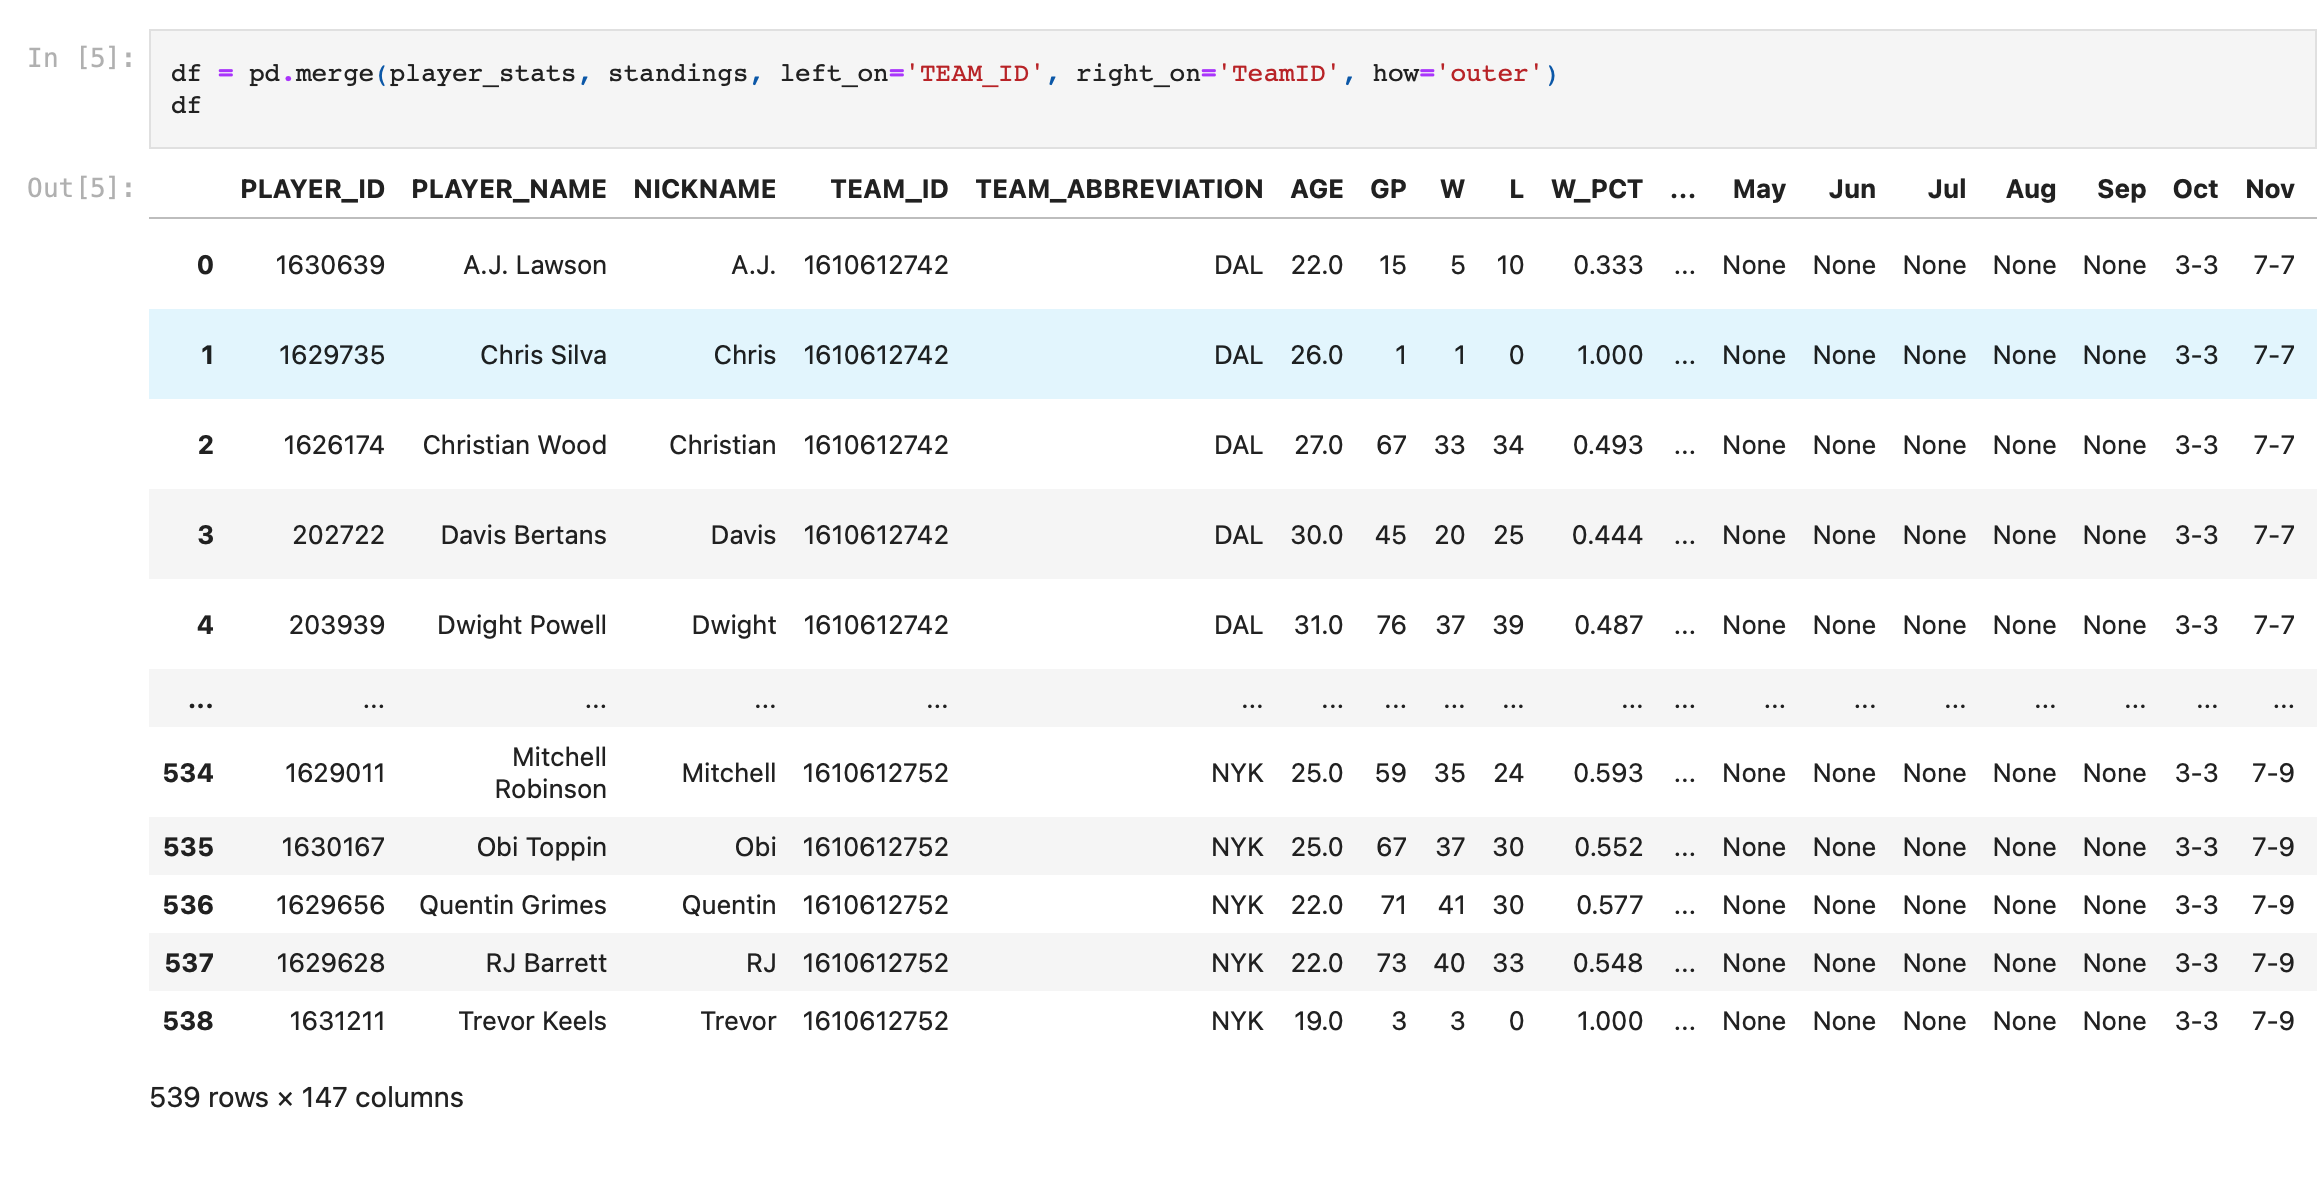 In [5]:
df = pd.merge(player_stats, standings, left_on='TEAM_ID', right_on='TeamID', how='outer')
df
Out[5]:
PLAYER_ID PLAYER_NAME NICKNAME TEAM_ID TEAM_ABBREVIATION AGE GP W L W_PCT ... May Jun Jul Aug Sep Oct Nov
0 1630639 A.J. Lawson A.J. 1610612742 DAL 22.0 15 5 10 0.333 ... None None None None None 3-3 7-7
1 1629735 Chris Silva Chris 1610612742 DAL 26.0 1 1 0 1.000 ... None None None None None 3-3 7-7
2 1626174 Christian Wood Christian 1610612742 DAL 27.0 67 33 34 0.493 ... None None None None None 3-3 7-7
3 202722 Davis Bertans Davis 1610612742 DAL 30.0 45 20 25 0.444 ... None None None None None 3-3 7-7
4 203939 Dwight Powell Dwight 1610612742 DAL 31.0 76 37 39 0.487 ... None None None None None 3-3 7-7
... ... ... ... ... ... ... ... ... ... ... ... ... ... ... ... ... ... ...
534 1629011 Mitchell Robinson Mitchell 1610612752 NYK 25.0 59 35 24 0.593 ... None None None None None 3-3 7-9
535 1630167 Obi Toppin Obi 1610612752 NYK 25.0 67 37 30 0.552 ... None None None None None 3-3 7-9
536 1629656 Quentin Grimes Quentin 1610612752 NYK 22.0 71 41 30 0.577 ... None None None None None 3-3 7-9
537 1629628 RJ Barrett RJ 1610612752 NYK 22.0 73 40 33 0.548 ... None None None None None 3-3 7-9
538 1631211 Trevor Keels Trevor 1610612752 NYK 19.0 3 3 0 1.000 ... None None None None None 3-3 7-9
539 rows × 147 columns